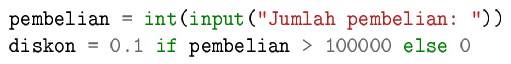 pembelian = int(input("Jumlah pembelian: "))
diskon = 0.1 if pembelian > 100000 else 0